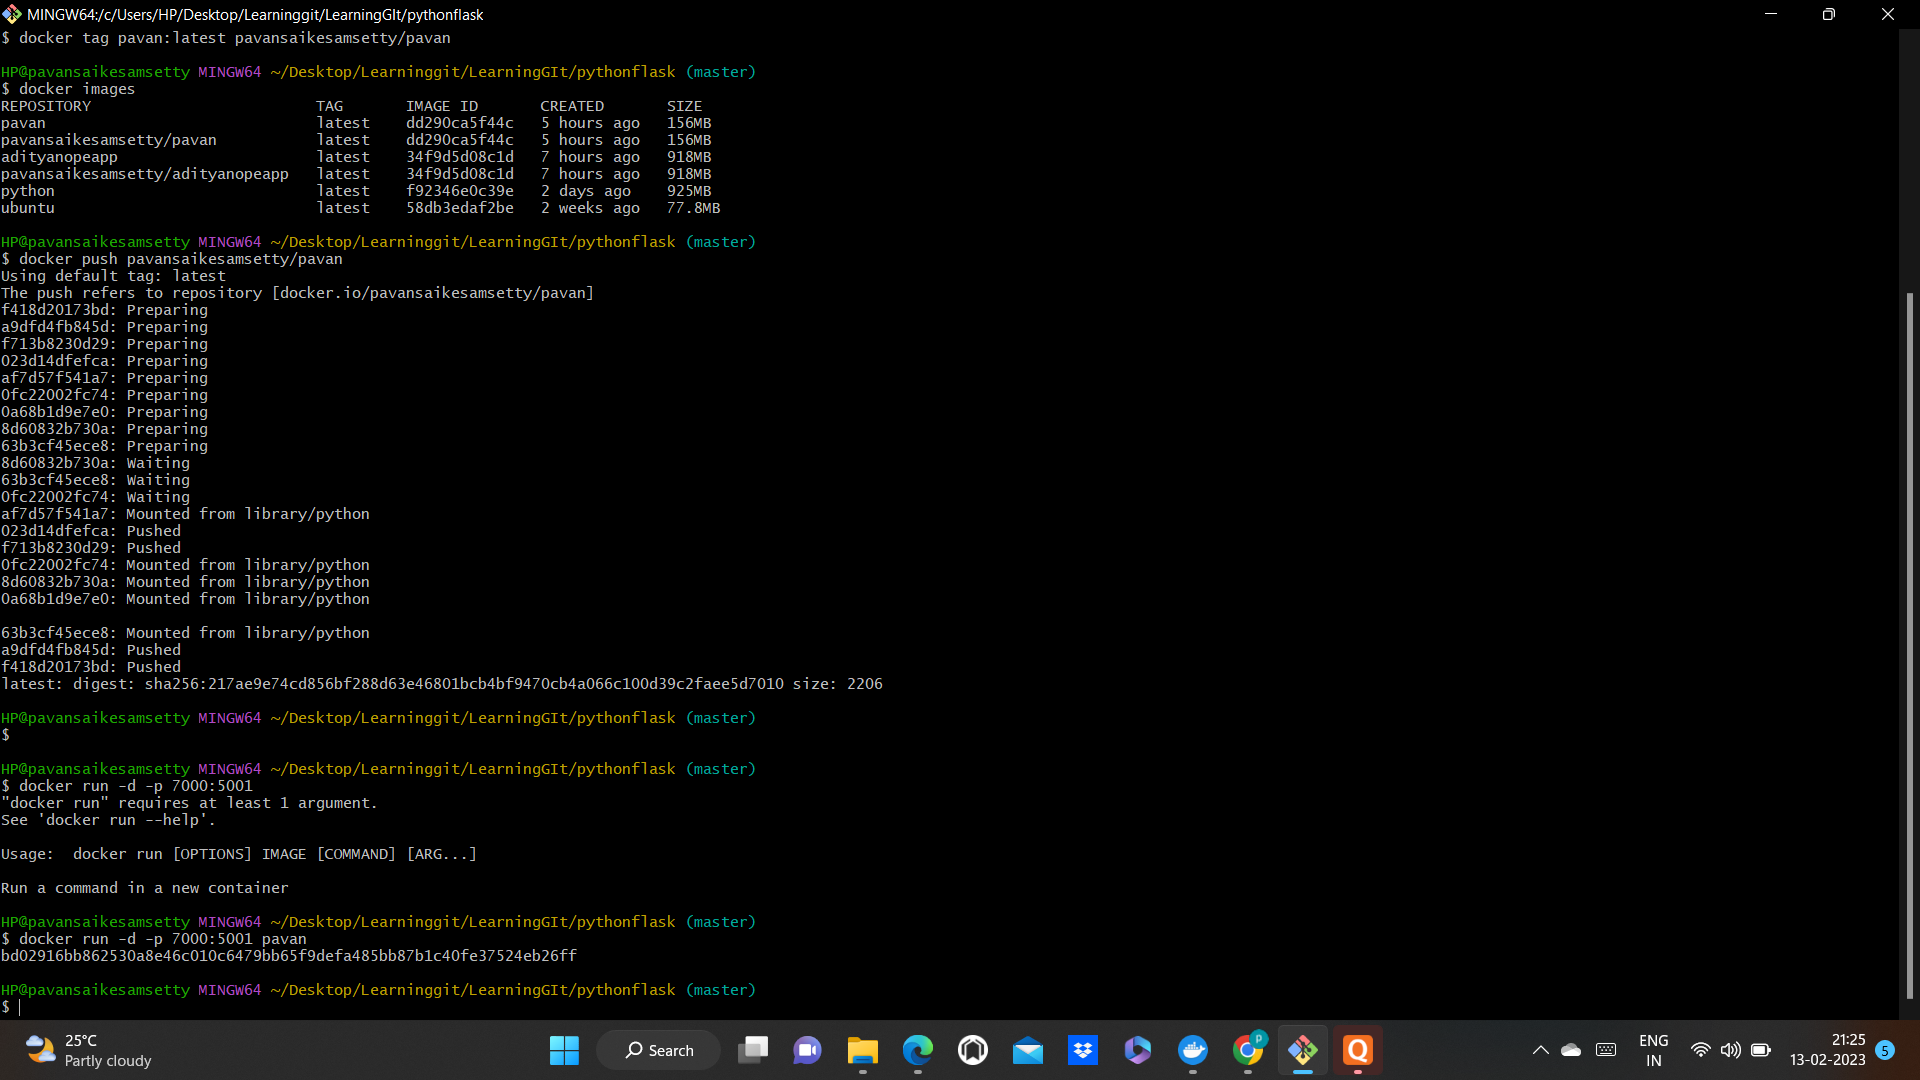 MINGW64:/c/Users/HP/Desktop/Learninggit/LearningGIt/pythonflask
$ docker tag pavan:latest pavansaikesamsetty/pavan
HP@pavansaikesamsetty MINGW64 ~/Desktop/Learninggit/LearningGIt/pythonflask (master)
$ docker images
REPOSITORY TAG IMAGE ID CREATED SIZE
pavan latest dd290ca5f44c 5 hours ago 156MB
pavansaikesamsetty/pavan latest dd290ca5f44c 5 hours ago 156MB
adityanopeapp latest 34f9d5d08c1d 7 hours ago 918MB
pavansaikesamsetty/adityanopeapp latest 34f9d5d08c1d 7 hours ago 918MB
python latest f92346e0c39e 2 days ago 925MB
ubuntu latest 58db3edaf2be 2 weeks ago 77.8MB
HP@pavansaikesamsetty MINGW64 ~/Desktop/Learninggit/LearningGIt/pythonflask (master)
$ docker push pavansaikesamsetty/pavan
Using default tag: latest
The push refers to repository [docker.io/pavansaikesamsetty/pavan]
f418d20173bd: Preparing
a9dfd4fb845d: Preparing
f713b8230d29: Preparing
023d14dfefca: Preparing
af7d57f541a7: Preparing
0fc22002fc74: Preparing
0a68b1d9e7e0: Preparing
8d60832b730a: Preparing
63b3cf45ece8: Preparing
8d60832b730a: Waiting
63b3cf45ece8: Waiting
0fc22002fc74: Waiting
af7d57f541a7: Mounted from library/python
023d14dfefca: Pushed
f713b8230d29: Pushed
0fc22002fc74: Mounted from library/python
8d60832b730a: Mounted from library/python
0a68b1d9e7e0: Mounted from library/python
63b3cf45ece8: Mounted from library/python
a9dfd4fb845d: Pushed
f418d20173bd: Pushed
latest: digest: sha256:217ae9e74cd856bf288d63e46801bcb4bf9470cb4a066c100d39c2faee5d7010 size: 2206
HP@pavansaikesamsetty MINGW64 ~/Desktop/Learninggit/LearningGIt/pythonflask (master)
$
HP@pavansaikesamsetty MINGW64 ~/Desktop/Learninggit/LearningGIt/pythonflask (master)
$ docker run -d -p 7000:5001
"docker run" requires at least 1 argument.
See 'docker run --help'.
Usage:  docker run [OPTIONS] IMAGE [COMMAND] [ARG...]
Run a command in a new container
HP@pavansaikesamsetty MINGW64 ~/Desktop/Learninggit/LearningGIt/pythonflask (master)
$ docker run -d -p 7000:5001 pavan
bd02916bb862530a8e46c010c6479bb65f9defa485bb87b1c40fe37524eb26ff
HP@pavansaikesamsetty MINGW64 ~/Desktop/Learninggit/LearningGIt/pythonflask (master)
$
25°C
Partly cloudy
Search
P
Q
ENG
IN
21:25
13-02-2023
5